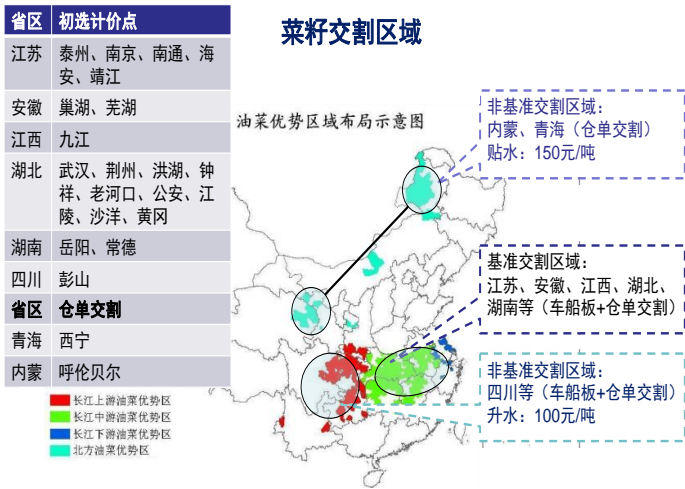 菜籽交割区域
省区 初选计价点
江苏 泰州、南京、南通、海
安、靖江
安徽 巢湖、芜湖
江西 九江
湖北 武汉、荆州、洪湖、钟
祥、老河口、公安、江
陵、沙洋、黄冈
湖南 岳阳、常德
四川 彭山
省区 仓单交割
青海 西宁
内蒙 呼伦贝尔
油菜优势区域布局示意图
非基准交割区域：
内蒙、青海（仓单交割）
贴水：150元/吨
基准交割区域：
江苏、安徽、江西、湖北、
湖南等（车船板+仓单交割）
非基准交割区域：
四川等（车船板+仓单交割）
升水：100元/吨
长江上游油菜优势区
长江中游油菜优势区
长江下游油菜优势区
北方油菜优势区